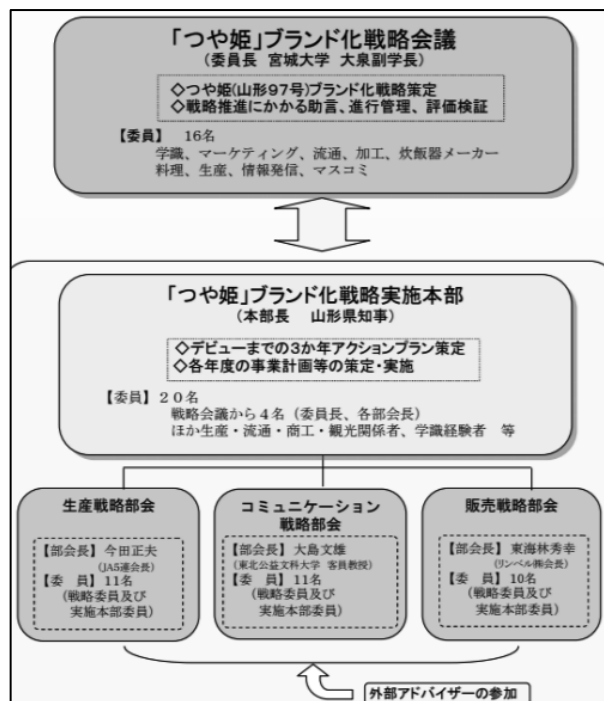 「つや姫」ブランド化戦略会議
（委員長 宮城大学 大泉副学長）
◇つや姫(山形97号)ブランド化戦略策定
◇戦略推進にかかる助言、進行管理、評価検証
【委員】 16名
学識、マーケティング、流通、加工、炊飯器メーカー
料理、生産、情報発信、マスコミ
「つや姫」ブランド化戦略実施本部
（本部長 山形県知事）
◇デビューまでの3か年アクションプラン策定
◇各年度の事業計画等の策定・実施
【委員】20名
戦略会議から4名（委員長、各部会長）
ほか生産・流通・商工・観光関係者、学識経験者 等
生産戦略部会
【部会長】今田正夫
(JA5連会長)
【委 員】11名
(戦略委員及び
実施本部委員)
コミュニケーション
戦略部会
【部会長】大島文雄
(東北公益文科大学 客員教授)
【委 員】11名
(戦略委員及び
実施本部委員)
販売戦略部会
【部会長】東海林秀幸
(リンベル㈱会長)
【委 員】10名
(戦略委員及び
実施本部委員)
外部アドバイザーの参加